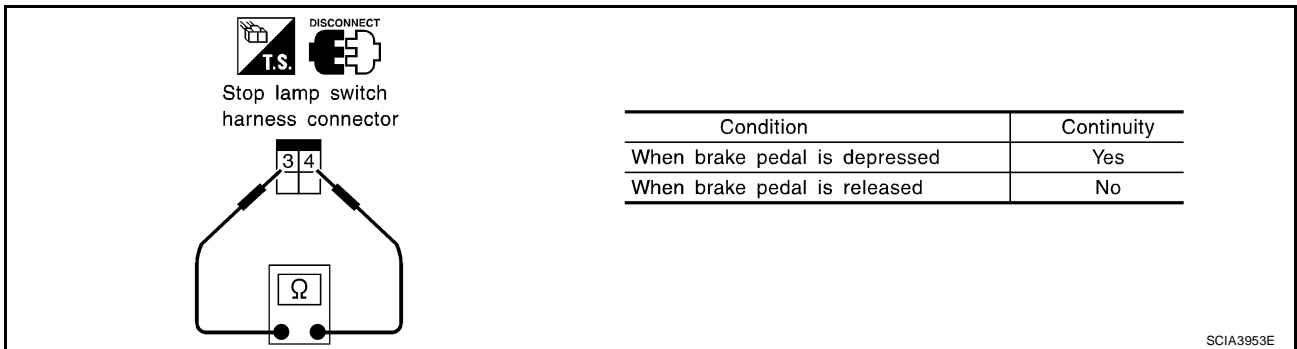 DISCONNECT
T.S.
Stop lamp switch
harness connector
3 4
Ω
Condition Continuity
When brake pedal is depressed Yes
When brake pedal is released No
SCIA3953E